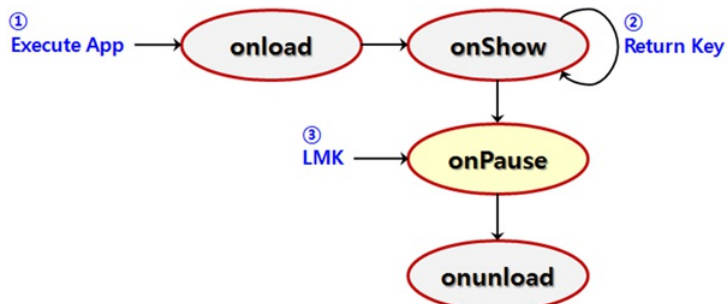 ①
Execute App
onload
onShow
②
Return Key
③
LMK
onPause
onunload